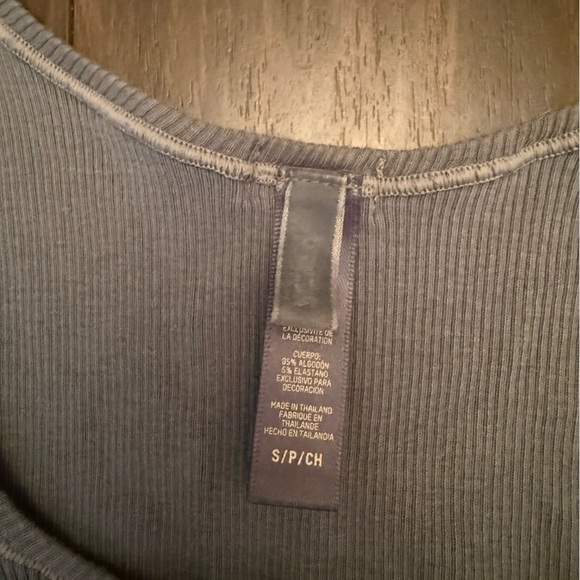 EXCLUSIVITÉ DE
LA DÉCORATION
CUERPO:
95% ALGODÓN
5% ELASTANO
EXCLUSIVO PARA
DECORACIÓN
MADE IN THAILAND
FABRIQUÉ EN
THAÏLANDE
HECHO EN TAILANDIA
S/P/CH